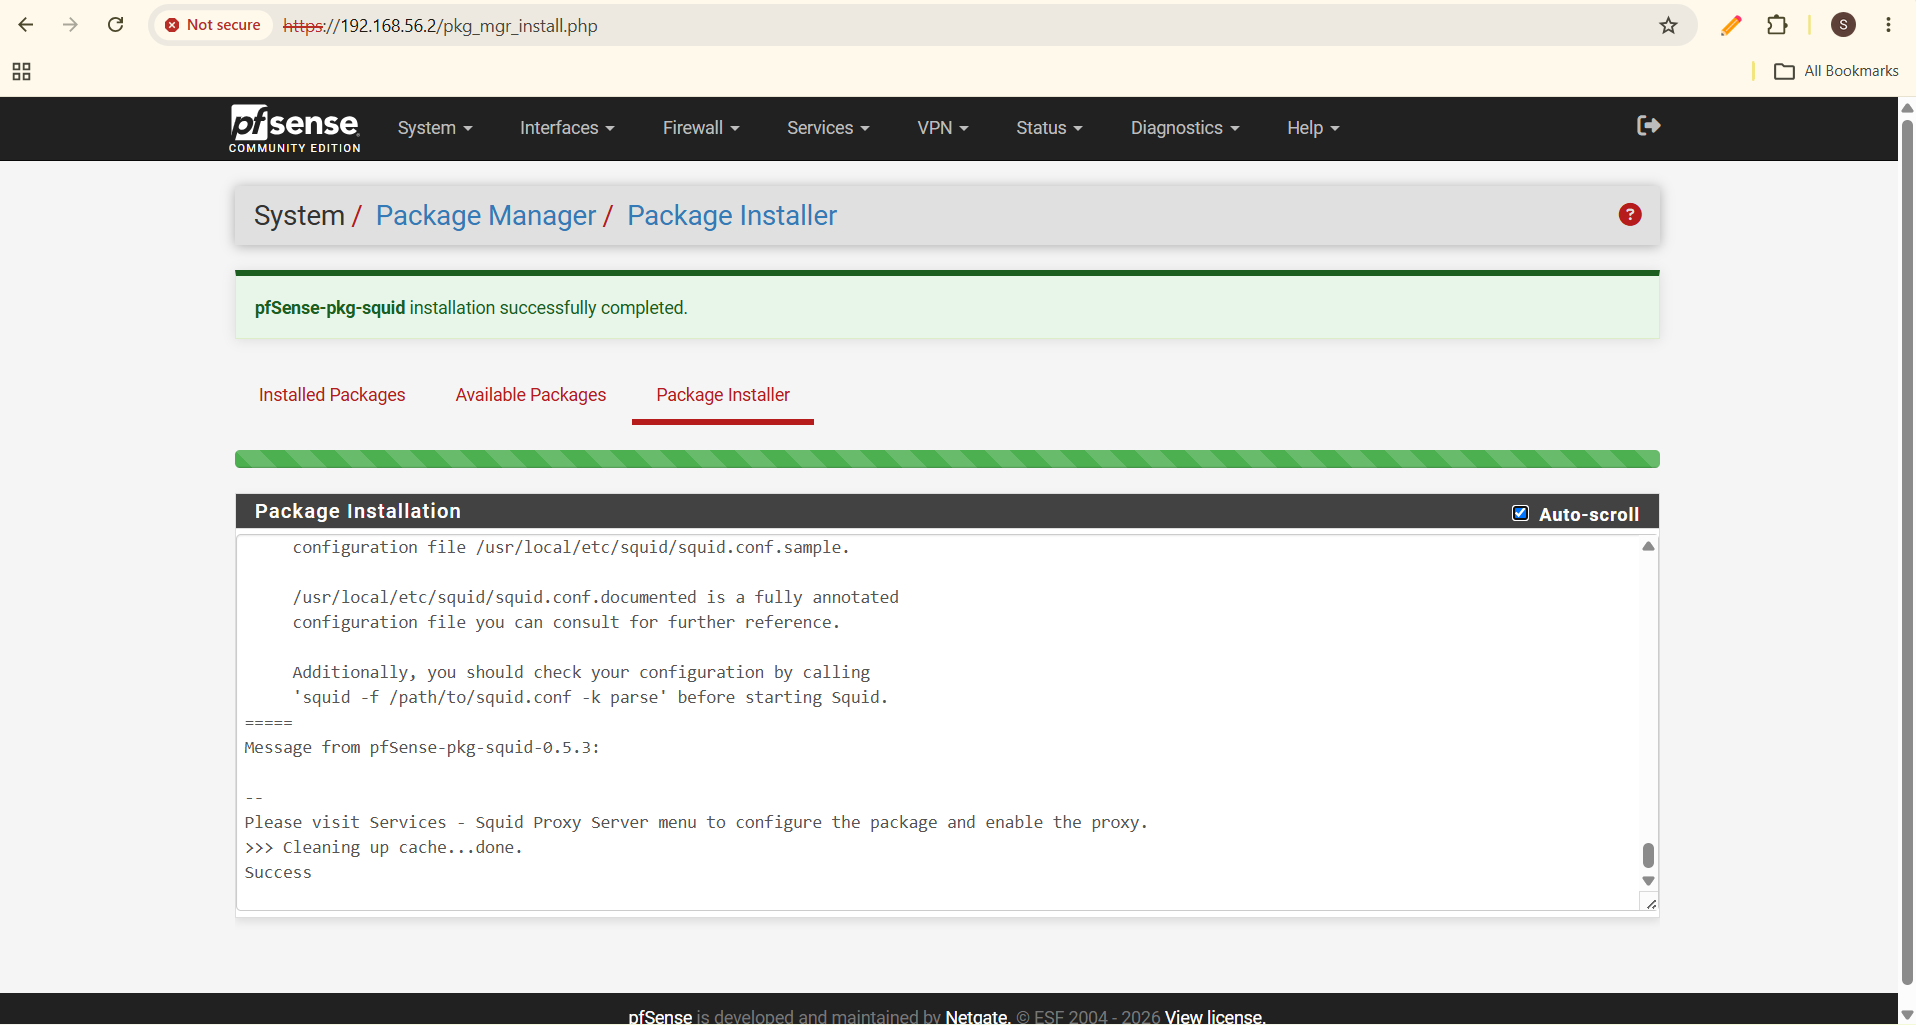 Not secure https://192.168.56.2/pkg_mgr_install.php
S
All Bookmarks
pfsense
COMMUNITY EDITION
System Interfaces Firewall Services VPN Status Diagnostics Help
System / Package Manager / Package Installer
?
pfSense-pkg-squid installation successfully completed.
Installed Packages Available Packages Package Installer
Package Installation
Auto-scroll
configuration file /usr/local/etc/squid/squid.conf.sample.
/usr/local/etc/squid/squid.conf.documented is a fully annotated
configuration file you can consult for further reference.
Additionally, you should check your configuration by calling
'squid -f /path/to/squid.conf -k parse' before starting Squid.
=====
Message from pfSense-pkg-squid-0.5.3:
--
Please visit Services - Squid Proxy Server menu to configure the package and enable the proxy.
>>> Cleaning up cache...done.
Success
pfSense is developed and maintained by Netgate. © ESF 2004 - 2026 View license.